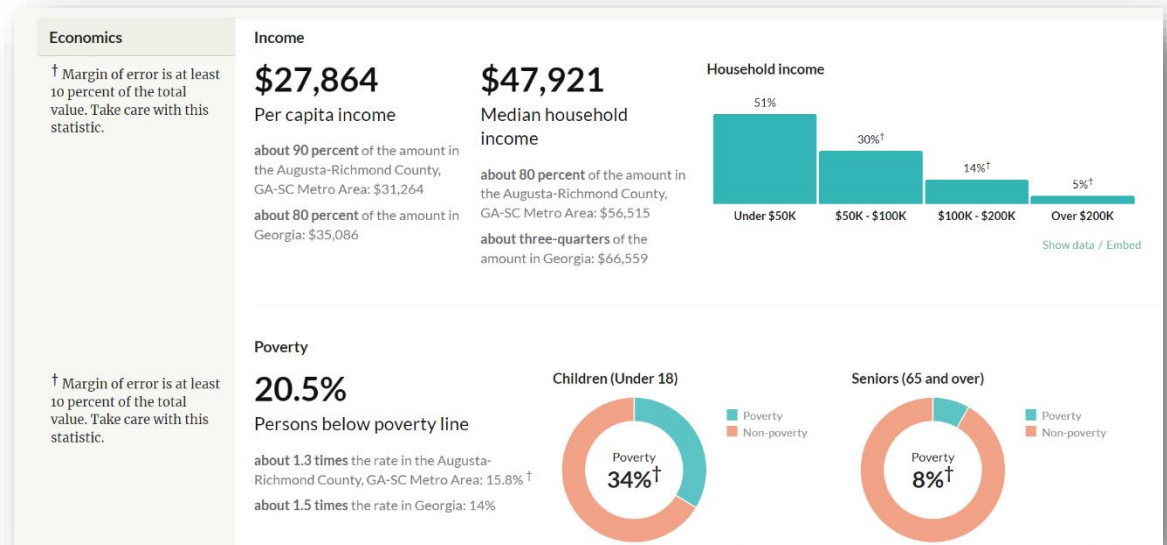 Economics
† Margin of error is at least
10 percent of the total
value. Take care with this
statistic.
Income
$27,864
Per capita income
about 90 percent of the amount in
the Augusta-Richmond County,
GA-SC Metro Area: $31,264
about 80 percent of the amount in
Georgia: $35,086
$47,921
Median household
income
about 80 percent of the amount in
the Augusta-Richmond County,
GA-SC Metro Area: $56,515
about three-quarters of the
amount in Georgia: $66,559
Household income
51%
30%†
14%†
5%†
Under $50K
$50K - $100K
$100K - $200K
Over $200K
Show data / Embed
† Margin of error is at least
10 percent of the total
value. Take care with this
statistic.
Poverty
20.5%
Persons below poverty line
about 1.3 times the rate in the Augusta-
Richmond County, GA-SC Metro Area: 15.8% †
about 1.5 times the rate in Georgia: 14%
Children (Under 18)
Poverty
34%†
Poverty
Non-poverty
Seniors (65 and over)
Poverty
8%†
Poverty
Non-poverty